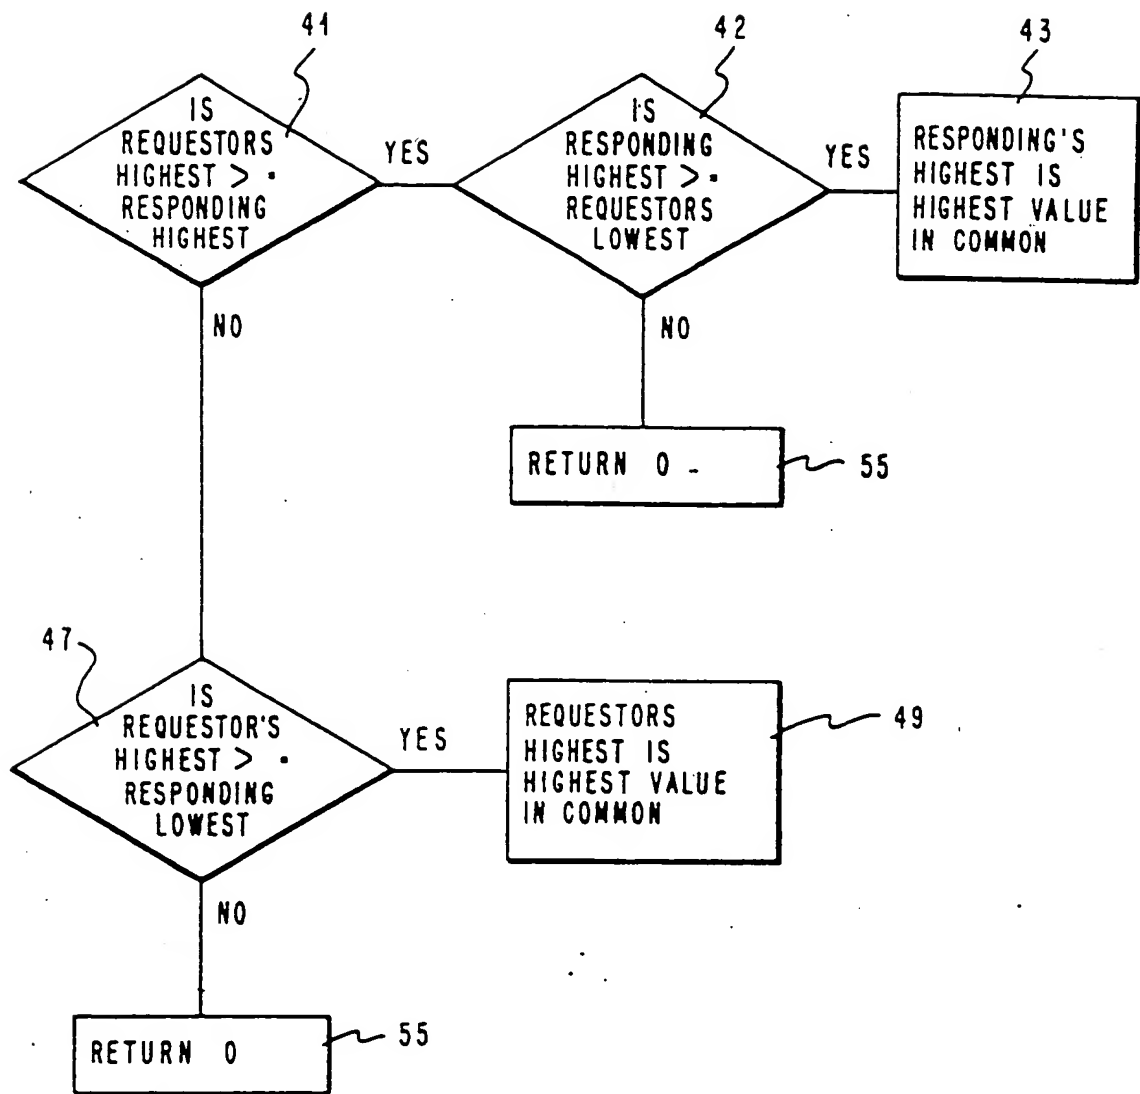 41
IS
REQUESTORS
HIGHEST > =
RESPONDING
HIGHEST
YES
NO
42
IS
RESPONDING
HIGHEST > =
REQUESTORS
LOWEST
YES
NO
43
RESPONDING'S
HIGHEST IS
HIGHEST VALUE
IN COMMON
RETURN 0
55
47
IS
REQUESTOR'S
HIGHEST > =
RESPONDING
LOWEST
YES
NO
REQUESTORS
HIGHEST IS
HIGHEST VALUE
IN COMMON
49
RETURN 0
55